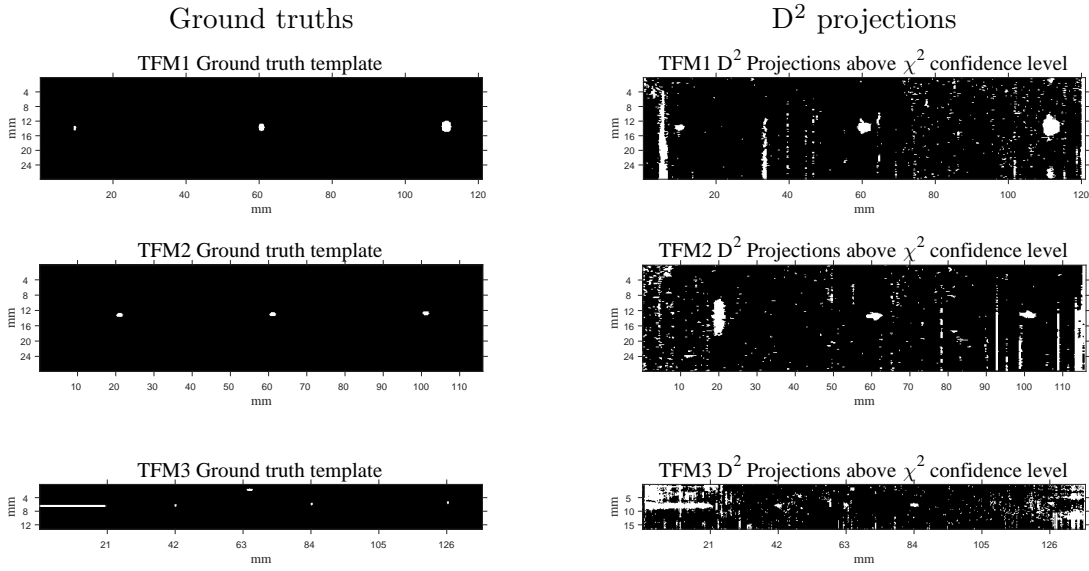 Ground truths
D² projections
TFM1 Ground truth template
4
8
12
16
20
24
mm
20 40 60 80 100 120
mm
TFM1 D² Projections above χ² confidence level
4
8
12
16
20
24
mm
20 40 60 80 100 120
mm
TFM2 Ground truth template
4
8
12
16
20
24
mm
10 20 30 40 50 60 70 80 90 100 110
mm
TFM2 D² Projections above χ² confidence level
4
8
12
16
20
24
mm
10 20 30 40 50 60 70 80 90 100 110
mm
TFM3 Ground truth template
4
8
12
mm
21 42 63 84 105 126
mm
TFM3 D² Projections above χ² confidence level
5
10
15
mm
21 42 63 84 105 126
mm